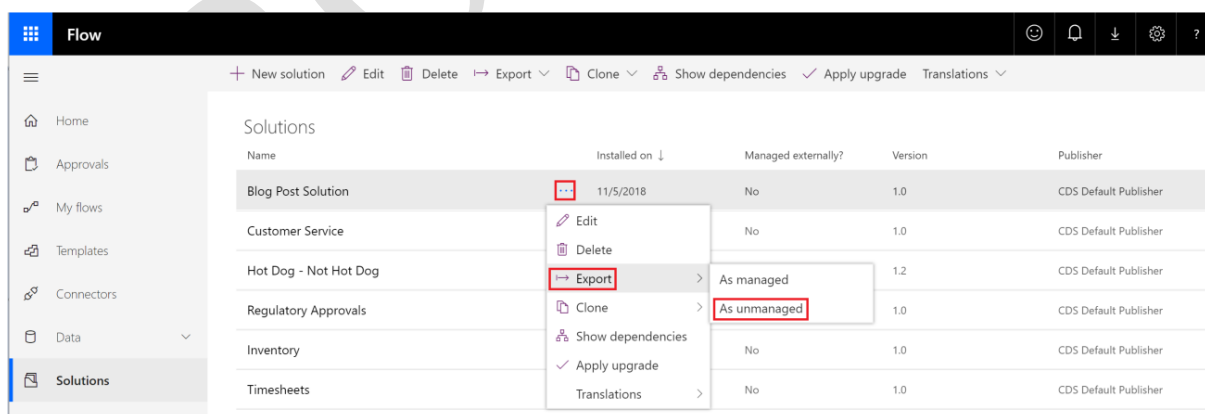 Flow ?
+ New solution Edit Delete Export Clone Show dependencies Apply upgrade Translations
Home
Approvals
My flows
Templates
Connectors
Data
Solutions
Solutions
Name Installed on ↓ Managed externally? Version Publisher
Blog Post Solution ... 11/5/2018 No 1.0 CDS Default Publisher
Customer Service No 1.0 CDS Default Publisher
Hot Dog - Not Hot Dog 1.2 CDS Default Publisher
Regulatory Approvals 1.0 CDS Default Publisher
Inventory No 1.0 CDS Default Publisher
Timesheets No 1.0 CDS Default Publisher
Edit
Delete
Export
Clone
Show dependencies
Apply upgrade
Translations
As managed
As unmanaged